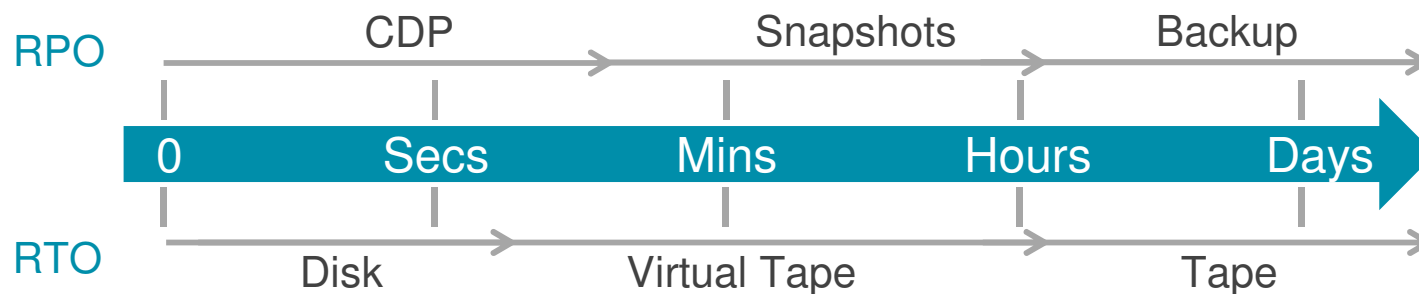 RPO CDP Snapshots Backup
0 Secs Mins Hours Days
RTO Disk Virtual Tape Tape